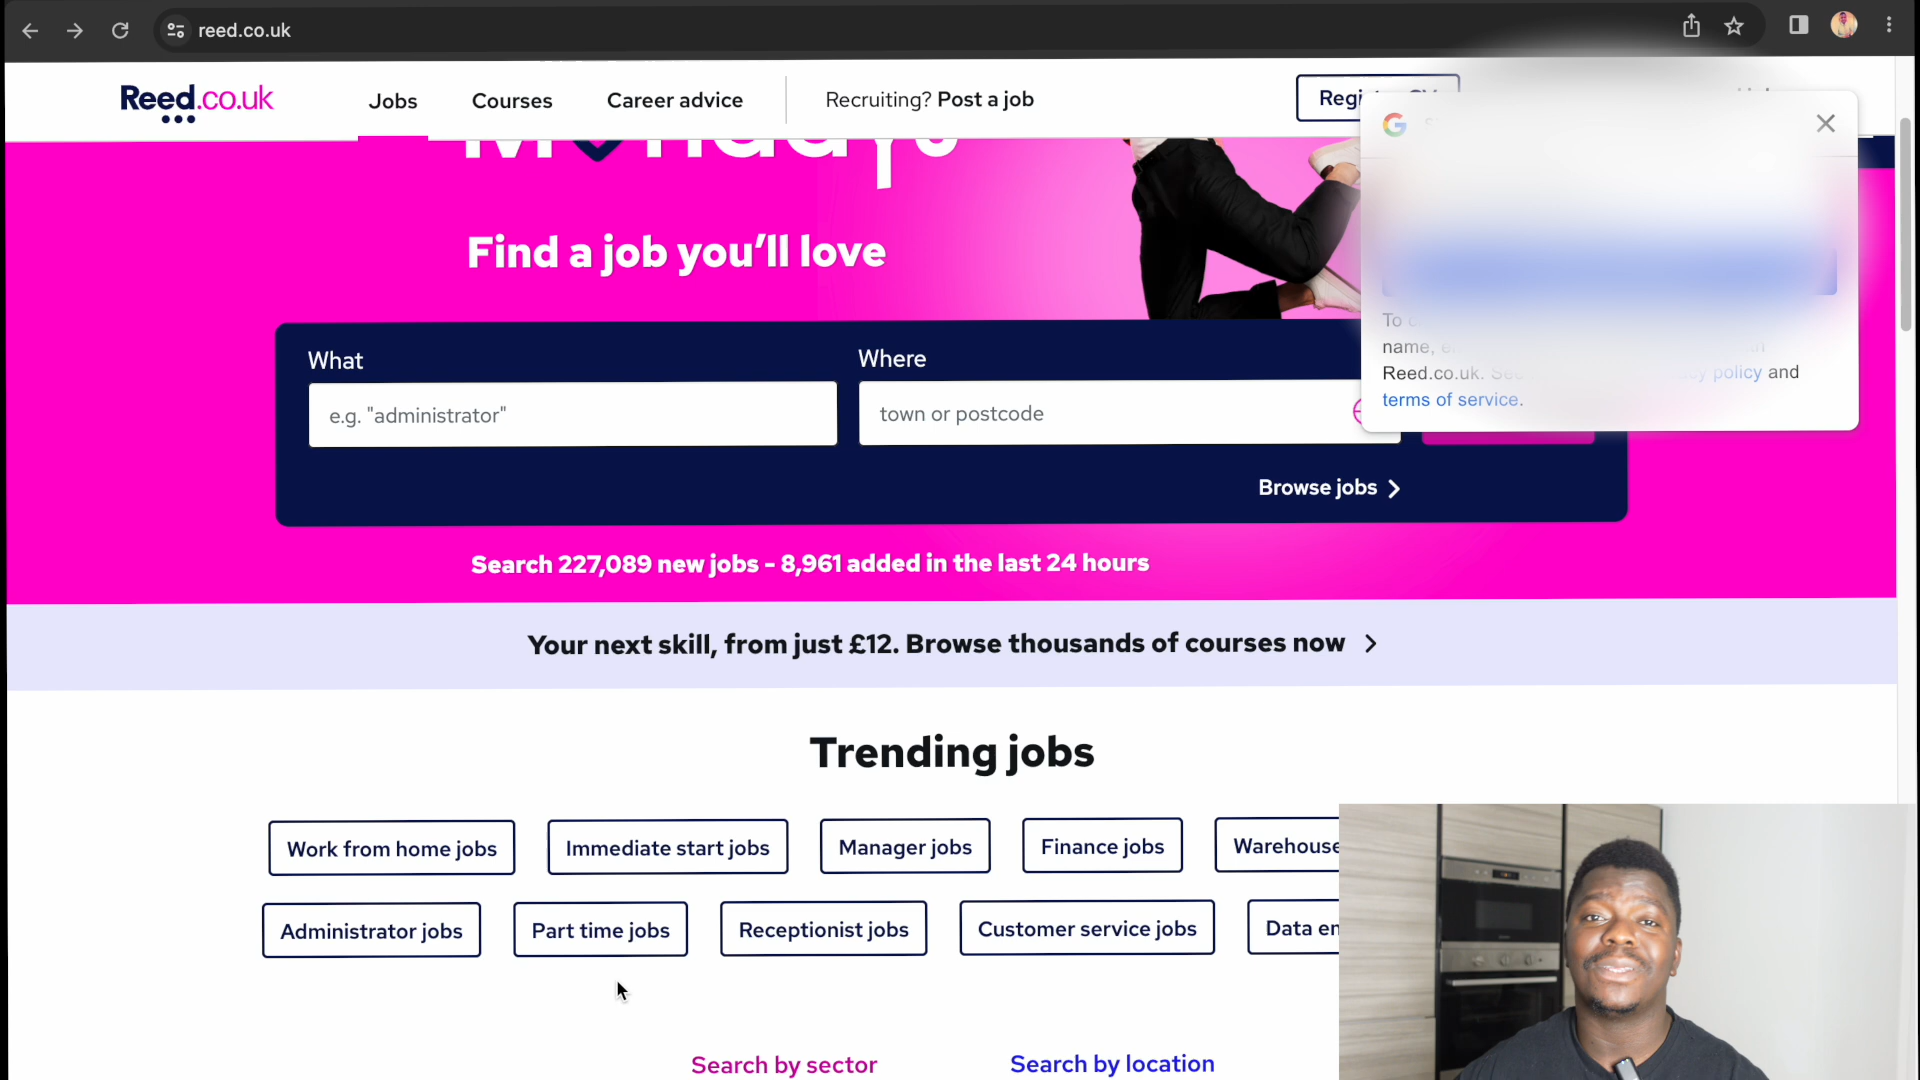 reed.co.uk
Reed.co.uk
Jobs
Courses
Career advice
Recruiting? Post a job
Find a job you'll love
What
Where
e.g. "administrator"
town or postcode
name,
Reed.co.uk.
policy and
terms of service.
Browse jobs
Search 227,089 new jobs - 8,961 added in the last 24 hours
Your next skill, from just £12. Browse thousands of courses now
Trending jobs
Work from home jobs
Immediate start jobs
Manager jobs
Finance jobs
Warehouse
Administrator jobs
Part time jobs
Receptionist jobs
Customer service jobs
Data en
Search by sector
Search by location